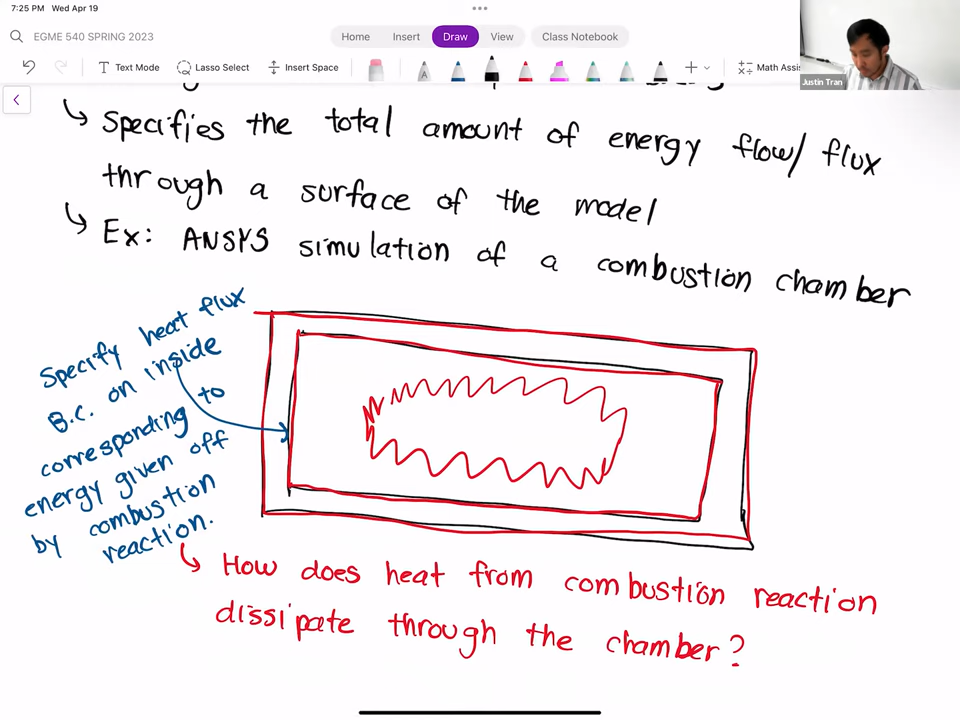 7:25 PM Wed Apr 19
EGME 540 SPRING 2023
Home Insert Draw View Class Notebook
Text Mode Lasso Select Insert Space Math Assis
Justin Tran
↳ Specifies the total amount of energy flow/flux
through a surface of the model
↳ Ex: ANSYS simulation of a combustion chamber
Specify heat flux
B.C. on inside
corresponding to
energy given off
by combustion
reaction.
↳ How does heat from combustion reaction
dissipate through the chamber?